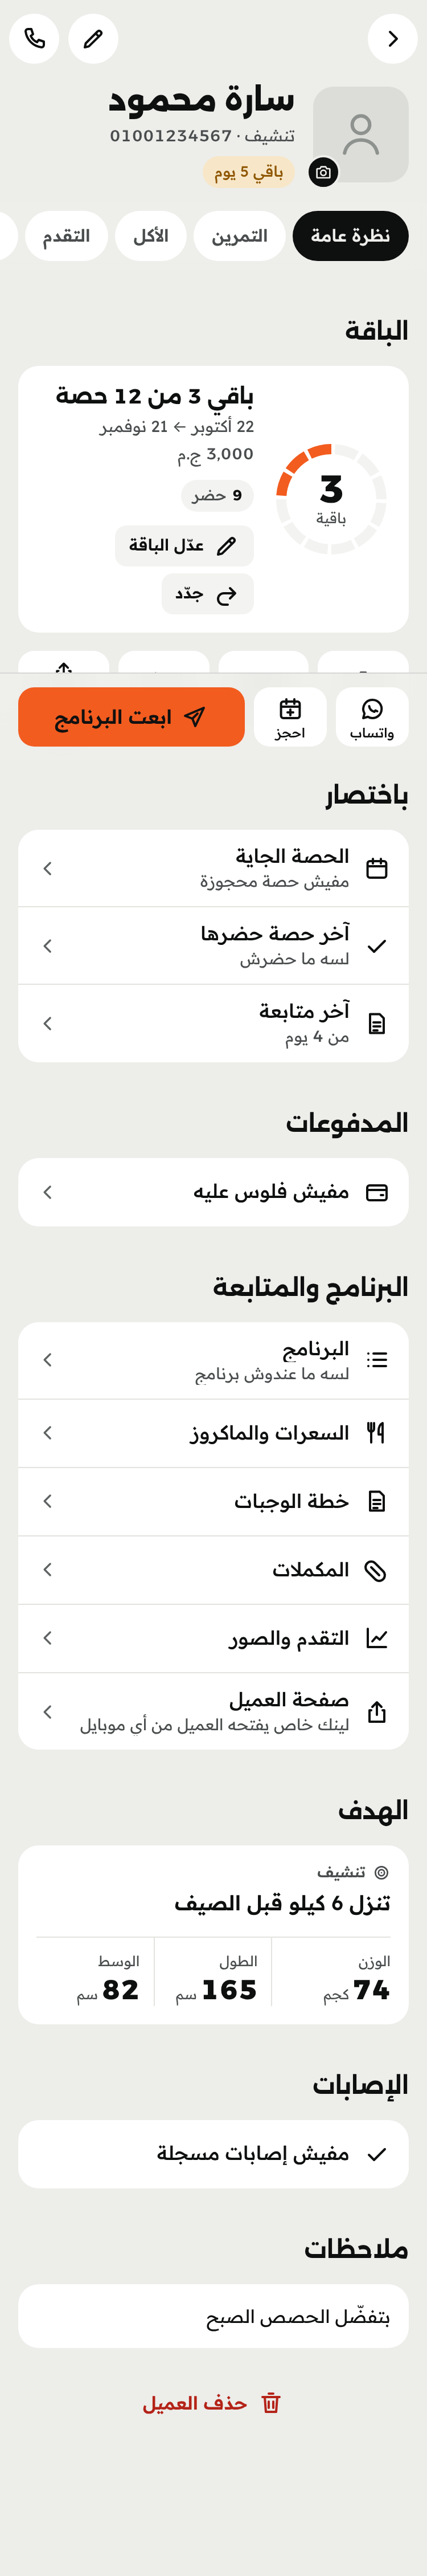 سارة محمود
تنشيف · 01001234567
باقي 5 يوم
نظرة عامة
التمرين
الأكل
التقدم
الباقة
3
باقية
باقي 3 من 12 حصة
22 أكتوبر ← 21 نوفمبر
3,000 ج.م
9 حضر
عدّل الباقة
جدّد
واتساب
احجز
ابعت البرنامج
باختصار
الحصة الجاية
مفيش حصة محجوزة
آخر حصة حضرها
لسه ما حضرش
آخر متابعة
من 4 يوم
المدفوعات
مفيش فلوس عليه
البرنامج والمتابعة
البرنامج
لسه ما عندوش برنامج
السعرات والماكروز
خطة الوجبات
المكملات
التقدم والصور
صفحة العميل
لينك خاص يفتحه العميل من أي موبايل
الهدف
تنشيف
تنزل 6 كيلو قبل الصيف
الوزن
74 كجم
الطول
165 سم
الوسط
82 سم
الإصابات
مفيش إصابات مسجلة
ملاحظات
بتفضّل الحصص الصبح
حذف العميل